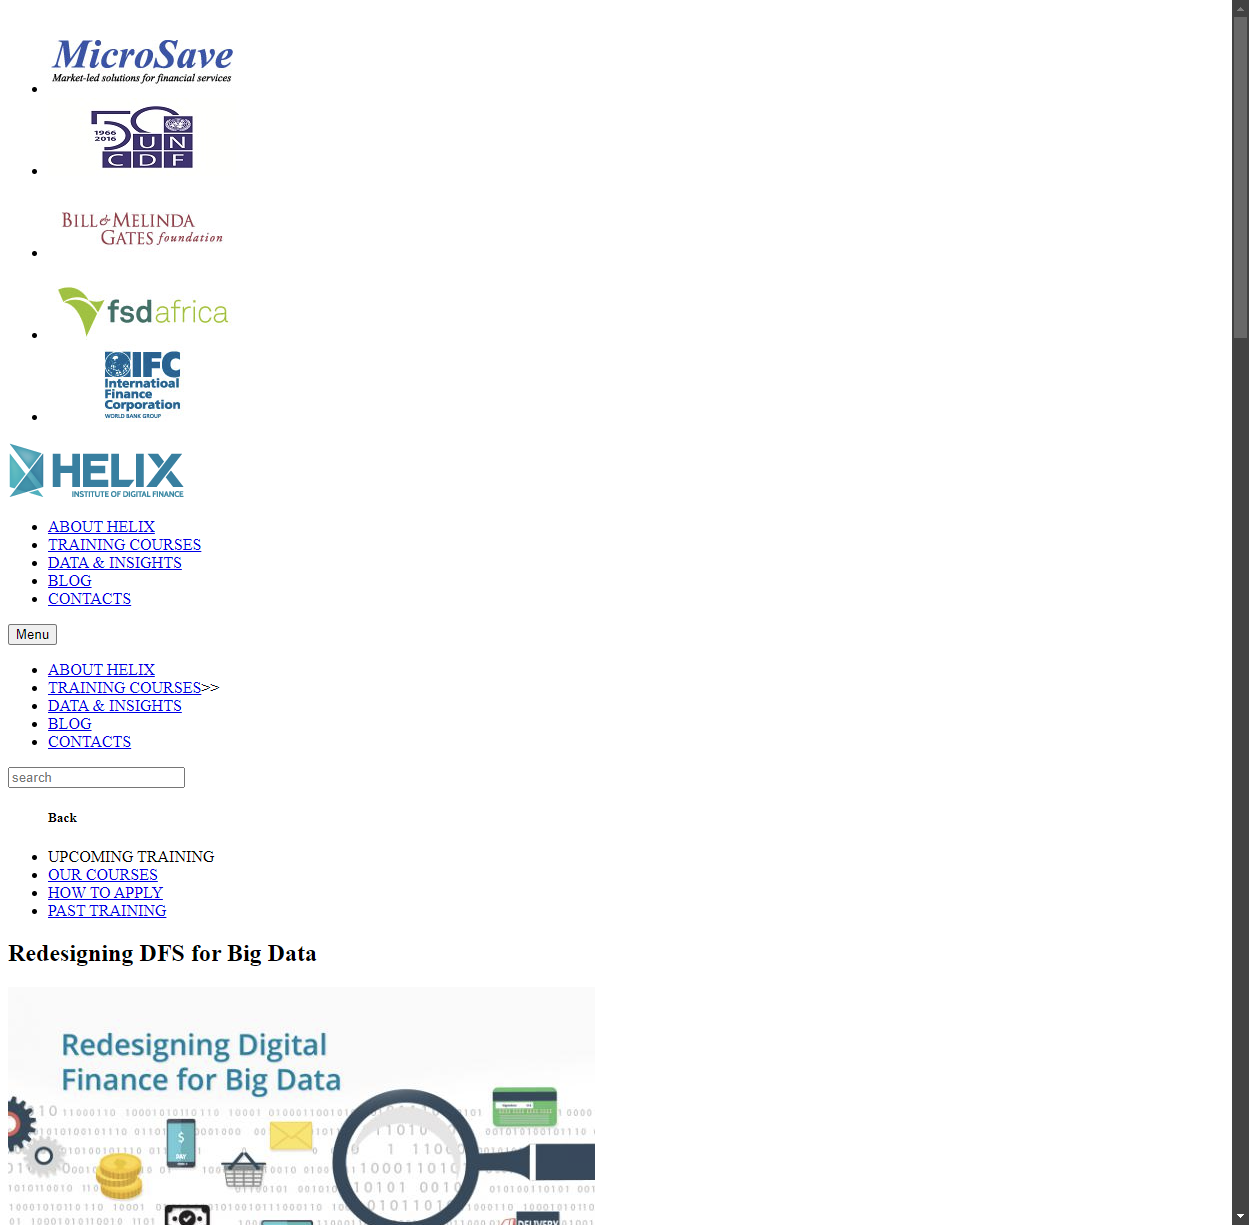 MicroSave
Market-led solutions for financial services
50
1966
2016
UN
CDF
BILL & MELINDA
GATES foundation
fsdafrica
IFC
International
Finance
Corporation
WORLD BANK GROUP
HELIX
INSTITUTE OF DIGITAL FINANCE
ABOUT HELIX
TRAINING COURSES
DATA & INSIGHTS
BLOG
CONTACTS
Menu
ABOUT HELIX
TRAINING COURSES>>
DATA & INSIGHTS
BLOG
CONTACTS
search
Back
UPCOMING TRAINING
OUR COURSES
HOW TO APPLY
PAST TRAINING
Redesigning DFS for Big Data
Redesigning Digital
Finance for Big Data
$
PAY
DELIVERY